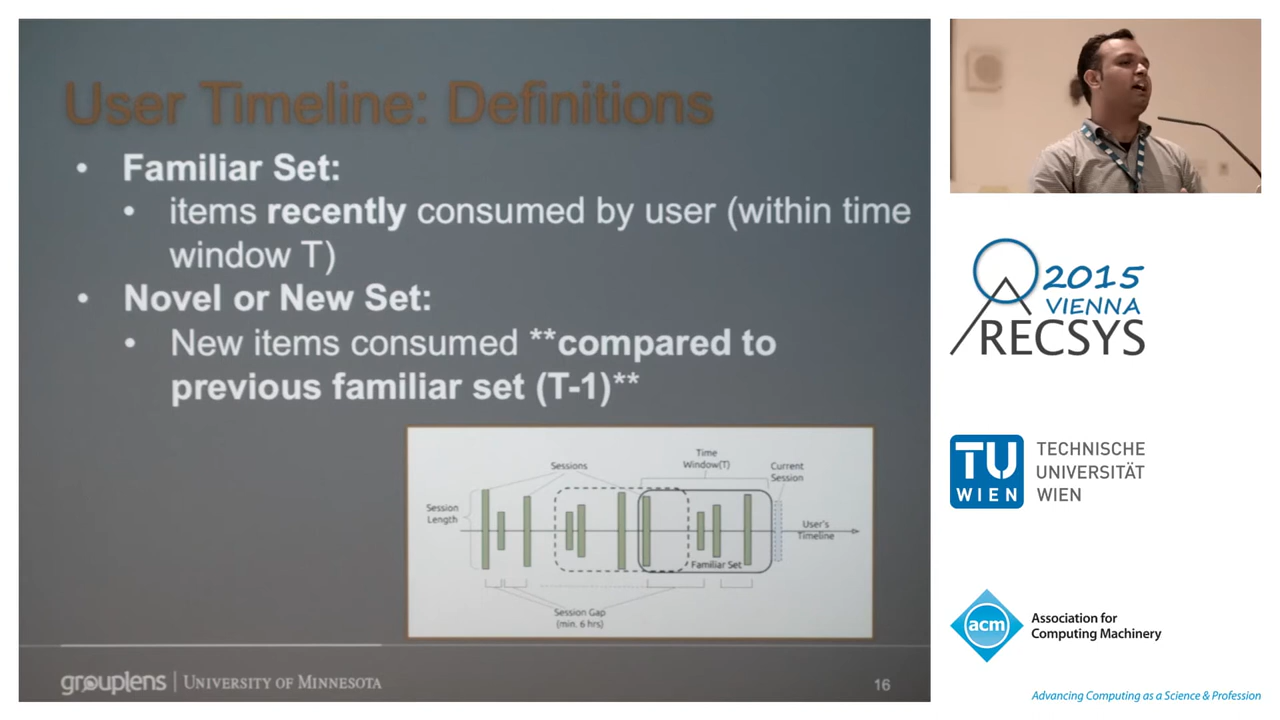 User Timeline: Definitions
• Familiar Set:
• items recently consumed by user (within time
window T)
• Novel or New Set:
• New items consumed **compared to
previous familiar set (T-1)**
Sessions
Time
Window(T)
Current
Session
Session
Length
User's
Timeline
Familiar Set
Session Gap
(min. 6 hrs)
grouplens | UNIVERSITY OF MINNESOTA
16
2015
VIENNA
RECSYS
TU
WIEN
TECHNISCHE
UNIVERSITÄT
WIEN
acm
Association for
Computing Machinery
Advancing Computing as a Science & Profession